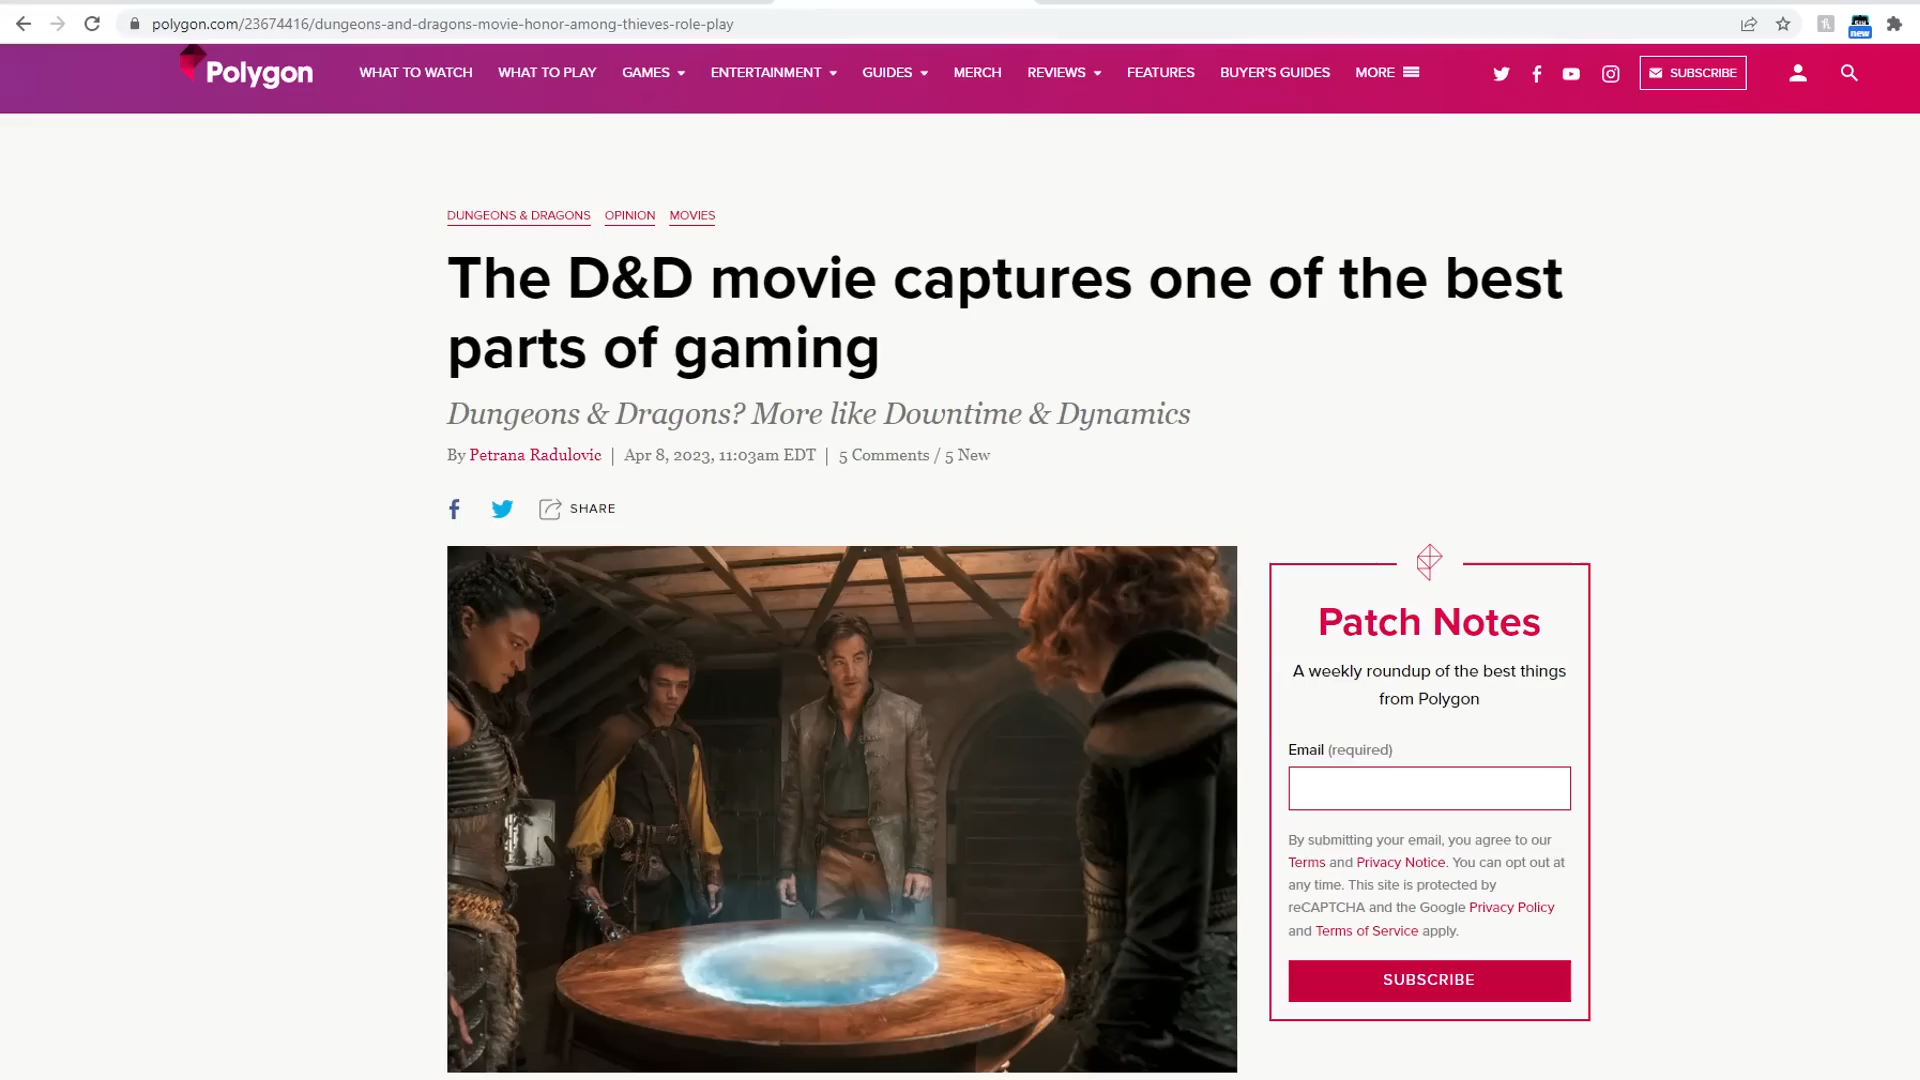 polygon.com/23674416/dungeons-and-dragons-movie-honor-among-thieves-role-play
new
Polygon
WHAT TO WATCH WHAT TO PLAY GAMES ENTERTAINMENT GUIDES MERCH REVIEWS FEATURES BUYER'S GUIDES MORE SUBSCRIBE
DUNGEONS & DRAGONS OPINION MOVIES
The D&D movie captures one of the best
parts of gaming
Dungeons & Dragons? More like Downtime & Dynamics
By Petrana Radulovic | Apr 8, 2023, 11:03am EDT | 5 Comments / 5 New
SHARE
Patch Notes
A weekly roundup of the best things
from Polygon
Email (required)
By submitting your email, you agree to our
Terms and Privacy Notice. You can opt out at
any time. This site is protected by
reCAPTCHA and the Google Privacy Policy
and Terms of Service apply.
SUBSCRIBE